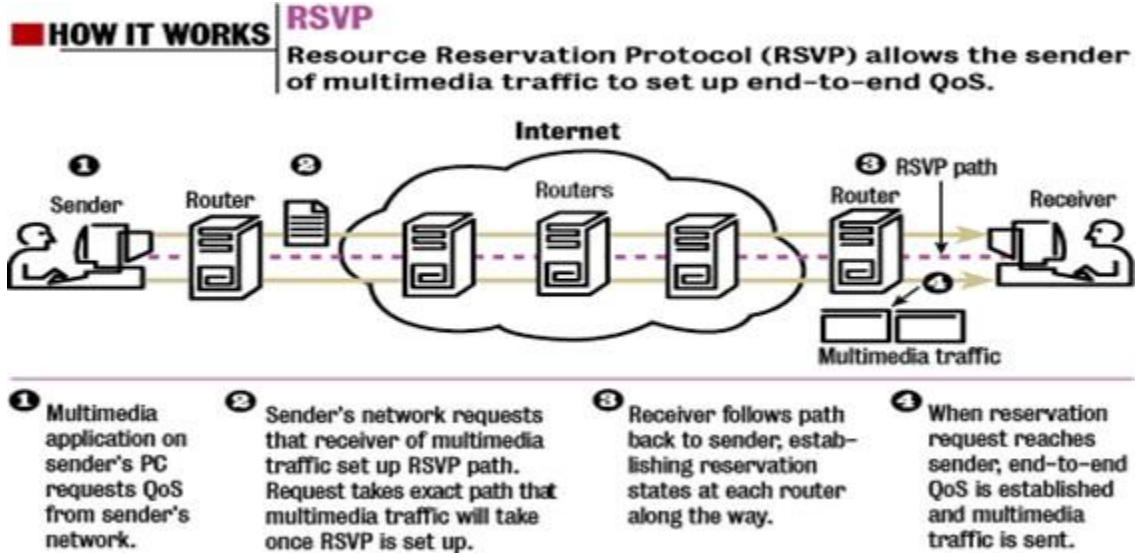 HOW IT WORKS
RSVP
Resource Reservation Protocol (RSVP) allows the sender
of multimedia traffic to set up end-to-end QoS.
Internet
1
2
3 RSVP path
Sender
Router
Routers
Router
Receiver
4
Multimedia traffic
1 Multimedia
application on
sender's PC
requests QoS
from sender's
network.
2 Sender's network requests
that receiver of multimedia
traffic set up RSVP path.
Request takes exact path that
multimedia traffic will take
once RSVP is set up.
3 Receiver follows path
back to sender, estab-
lishing reservation
states at each router
along the way.
4 When reservation
request reaches
sender, end-to-end
QoS is established
and multimedia
traffic is sent.